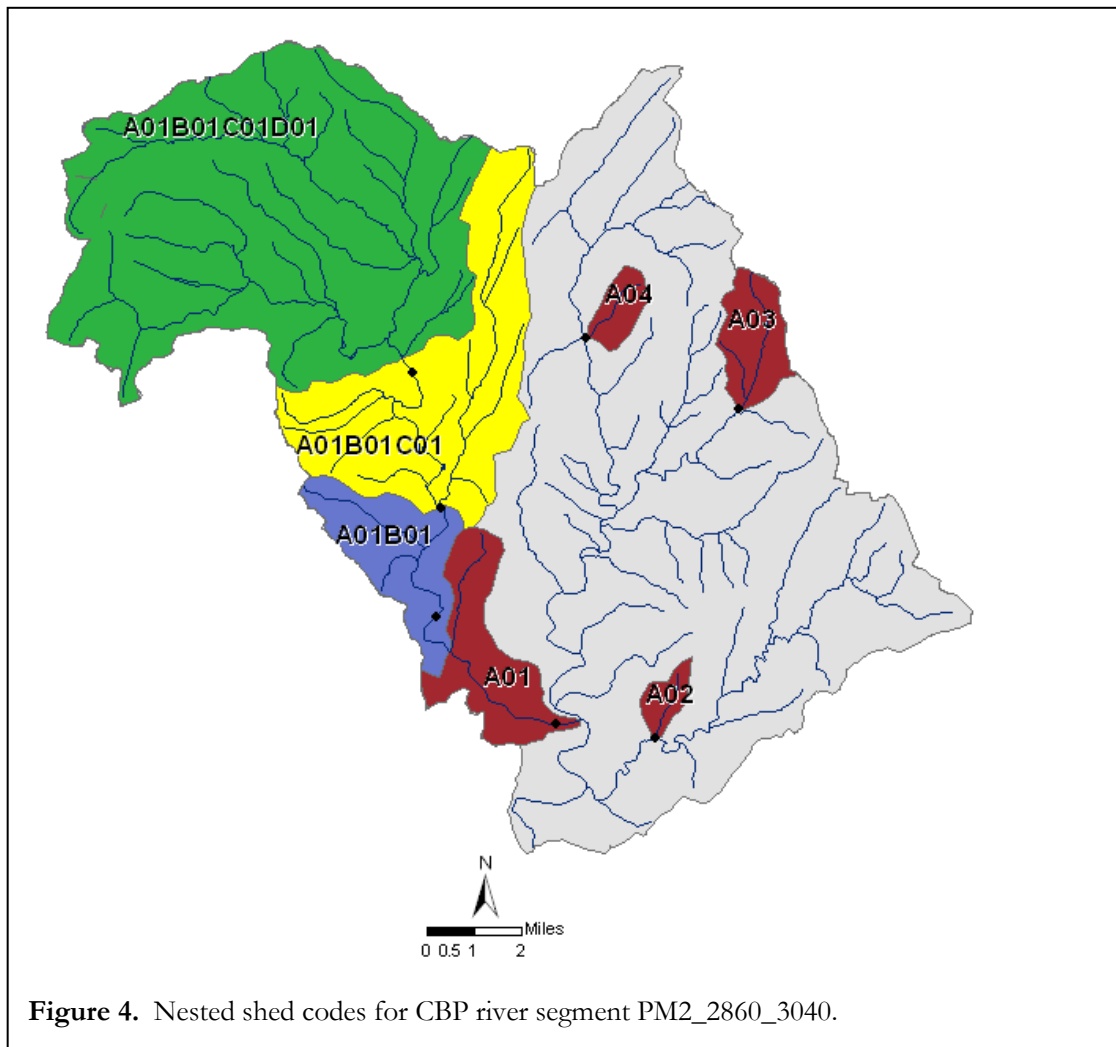 A01B01C01D01
A04
A03
A01B01C01
A01B01
A01
A02
N
Miles
0 0.5 1 2
Figure 4. Nested shed codes for CBP river segment PM2_2860_3040.